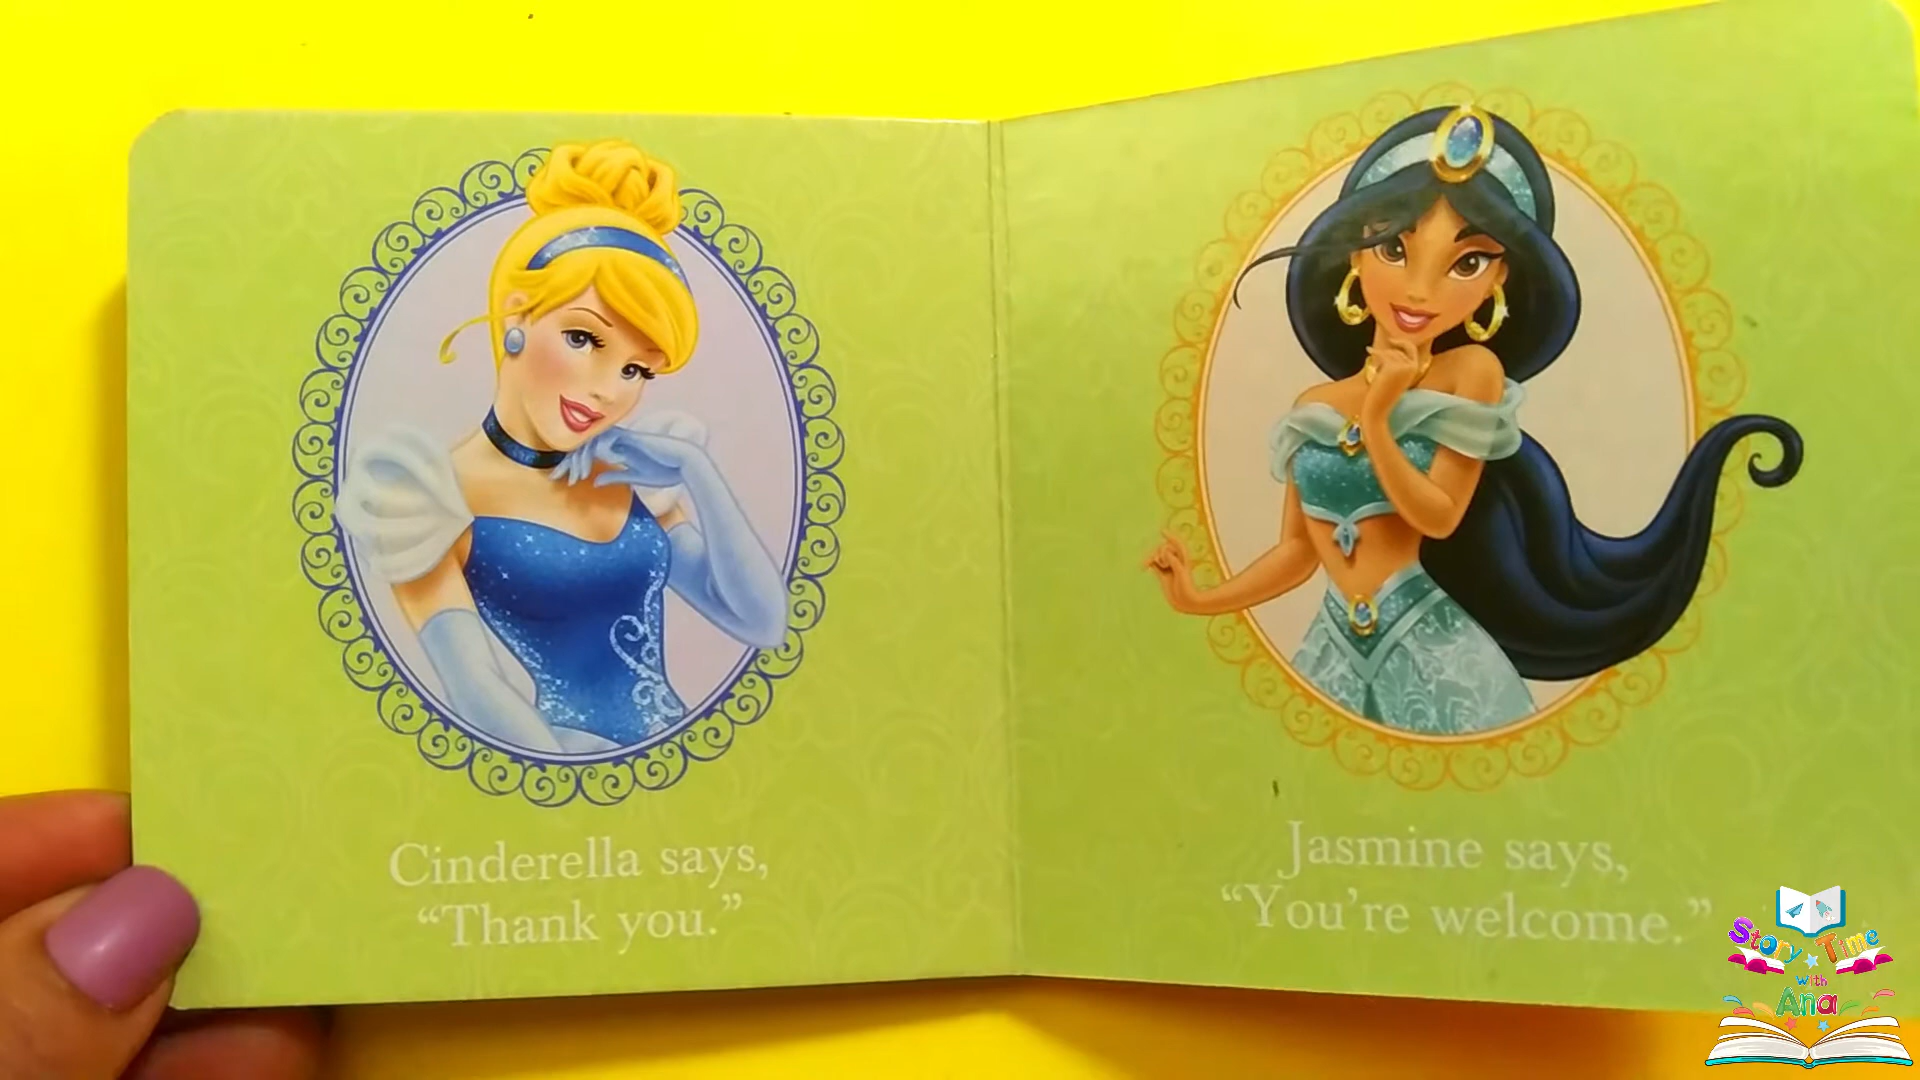 Cinderella says,
“Thank you.”
Jasmine says,
“You’re welcome.”
Story Time
with
Ana